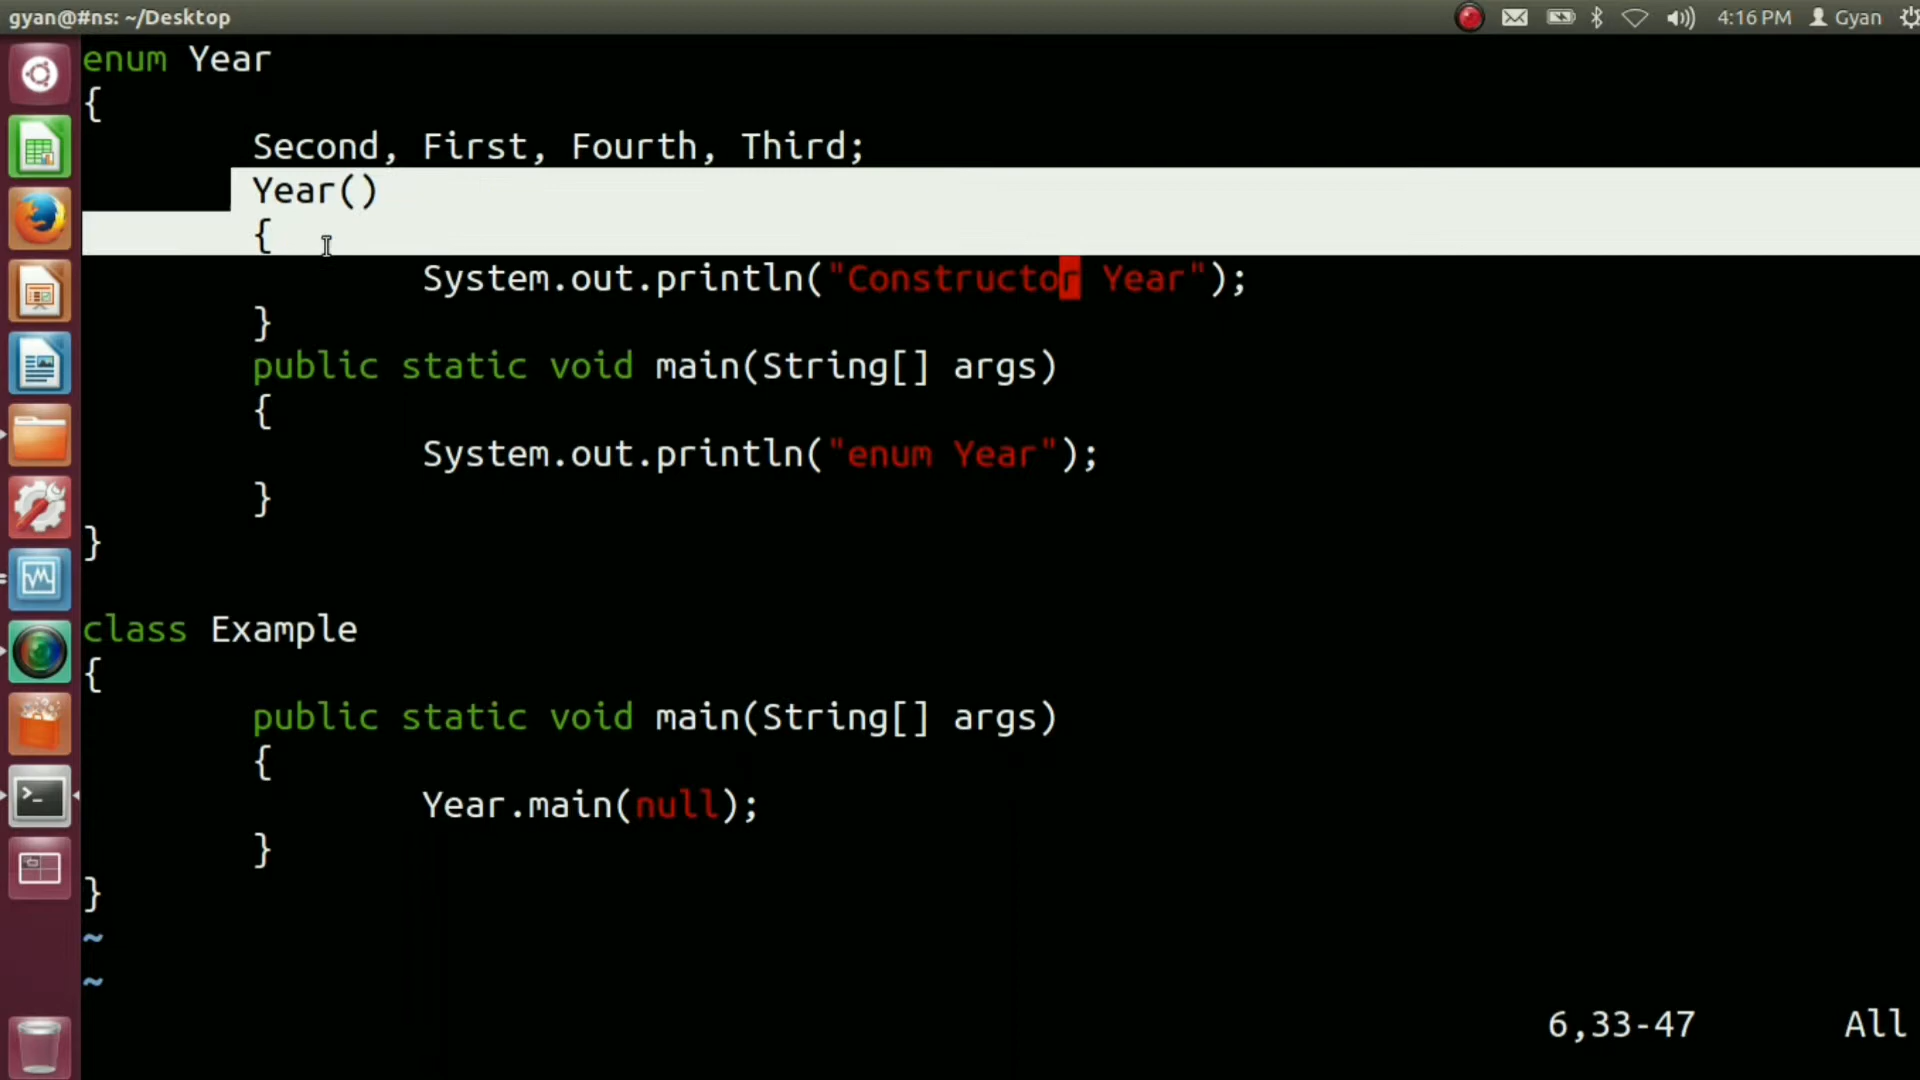 gyan@#ns: ~/Desktop 4:16 PM Gyan
enum Year
{
Second, First, Fourth, Third;
Year()
{
System.out.println("Constructor Year");
}
public static void main(String[] args)
{
System.out.println("enum Year");
}
}
class Example
{
public static void main(String[] args)
{
Year.main(null);
}
}
~
~
6,33-47 All